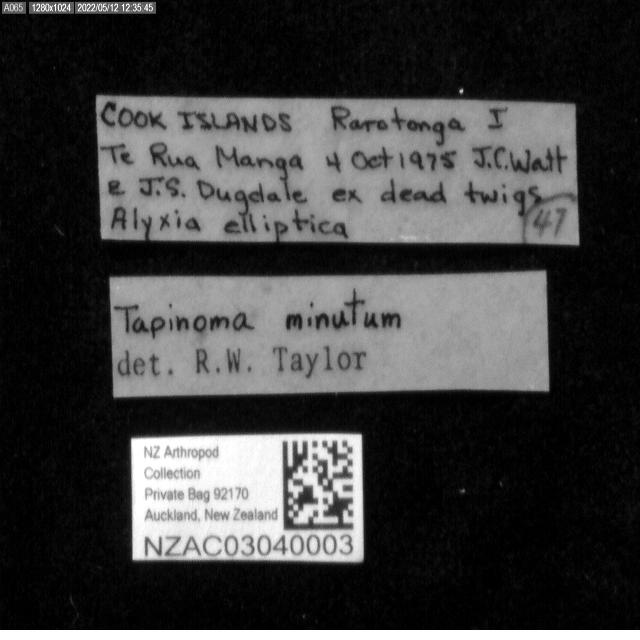 A065 1280x1024 2022/05/12 12:35:45
COOK ISLANDS Rarotonga I
Te Rua Manga 4 Oct 1975 J.C. Watt
& J.S. Dugdale ex dead twigs
Alyxia elliptica 47
Tapinoma minutum
det. R.W. Taylor
NZ Arthropod
Collection
Private Bag 92170
Auckland, New Zealand
NZAC03040003